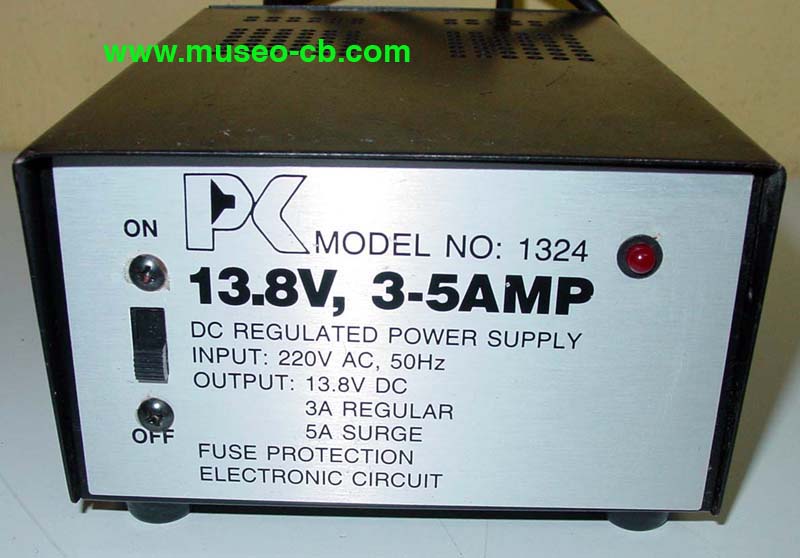 www.museo-cb.com
ON
PC
MODEL NO: 1324
13.8V, 3-5AMP
DC REGULATED POWER SUPPLY
INPUT: 220V AC, 50Hz
OUTPUT: 13.8V DC
3A REGULAR
5A SURGE
OFF
FUSE PROTECTION
ELECTRONIC CIRCUIT